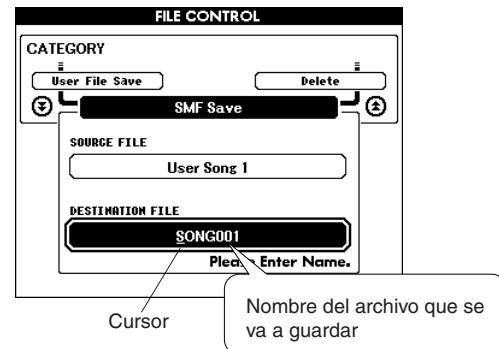 FILE CONTROL
CATEGORY
User File Save
Delete
SMF Save
SOURCE FILE
User Song 1
DESTINATION FILE
SONG001
Please Enter Name.
Cursor
Nombre del archivo que se
va a guardar